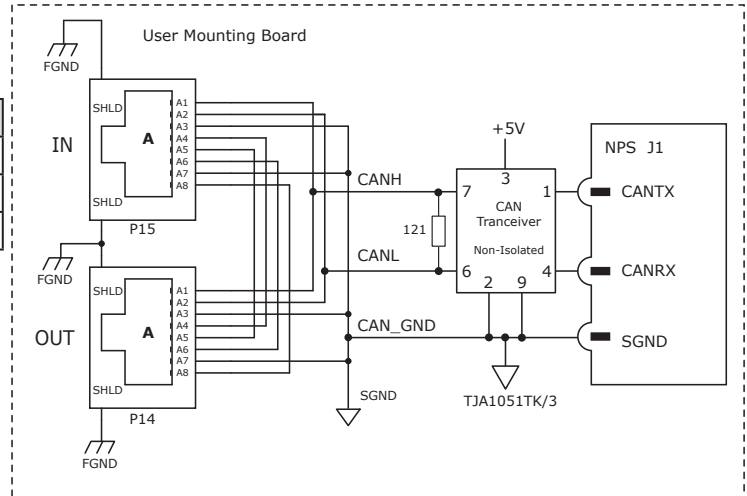 User Mounting Board
FGND
SHLD
A
A1
A2
A3
A4
A5
A6
A7
A8
IN
SHLD
P15
FGND
SHLD
A
A1
A2
A3
A4
A5
A6
A7
A8
OUT
SHLD
P14
FGND
CANH
121
CANL
CAN_GND
SGND
+5V
3
7
1
CAN
Tranceiver
Non-Isolated
6
4
2
9
TJA1051TK/3
NPS J1
CANTX
CANRX
SGND